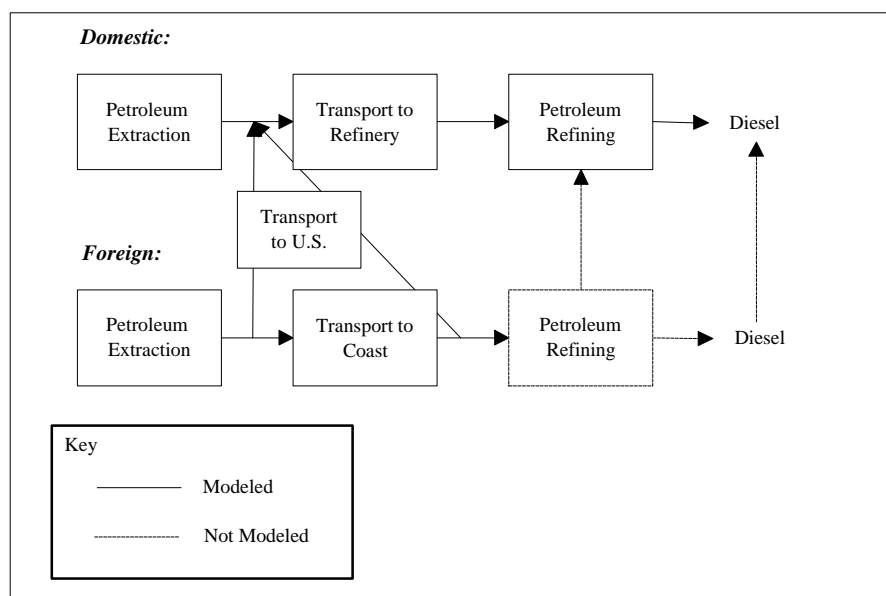 Domestic:
Petroleum
Extraction
Transport to
Refinery
Petroleum
Refining
Diesel
Transport
to U.S.
Foreign:
Petroleum
Extraction
Transport to
Coast
Petroleum
Refining
Diesel
Key
Modeled
Not Modeled